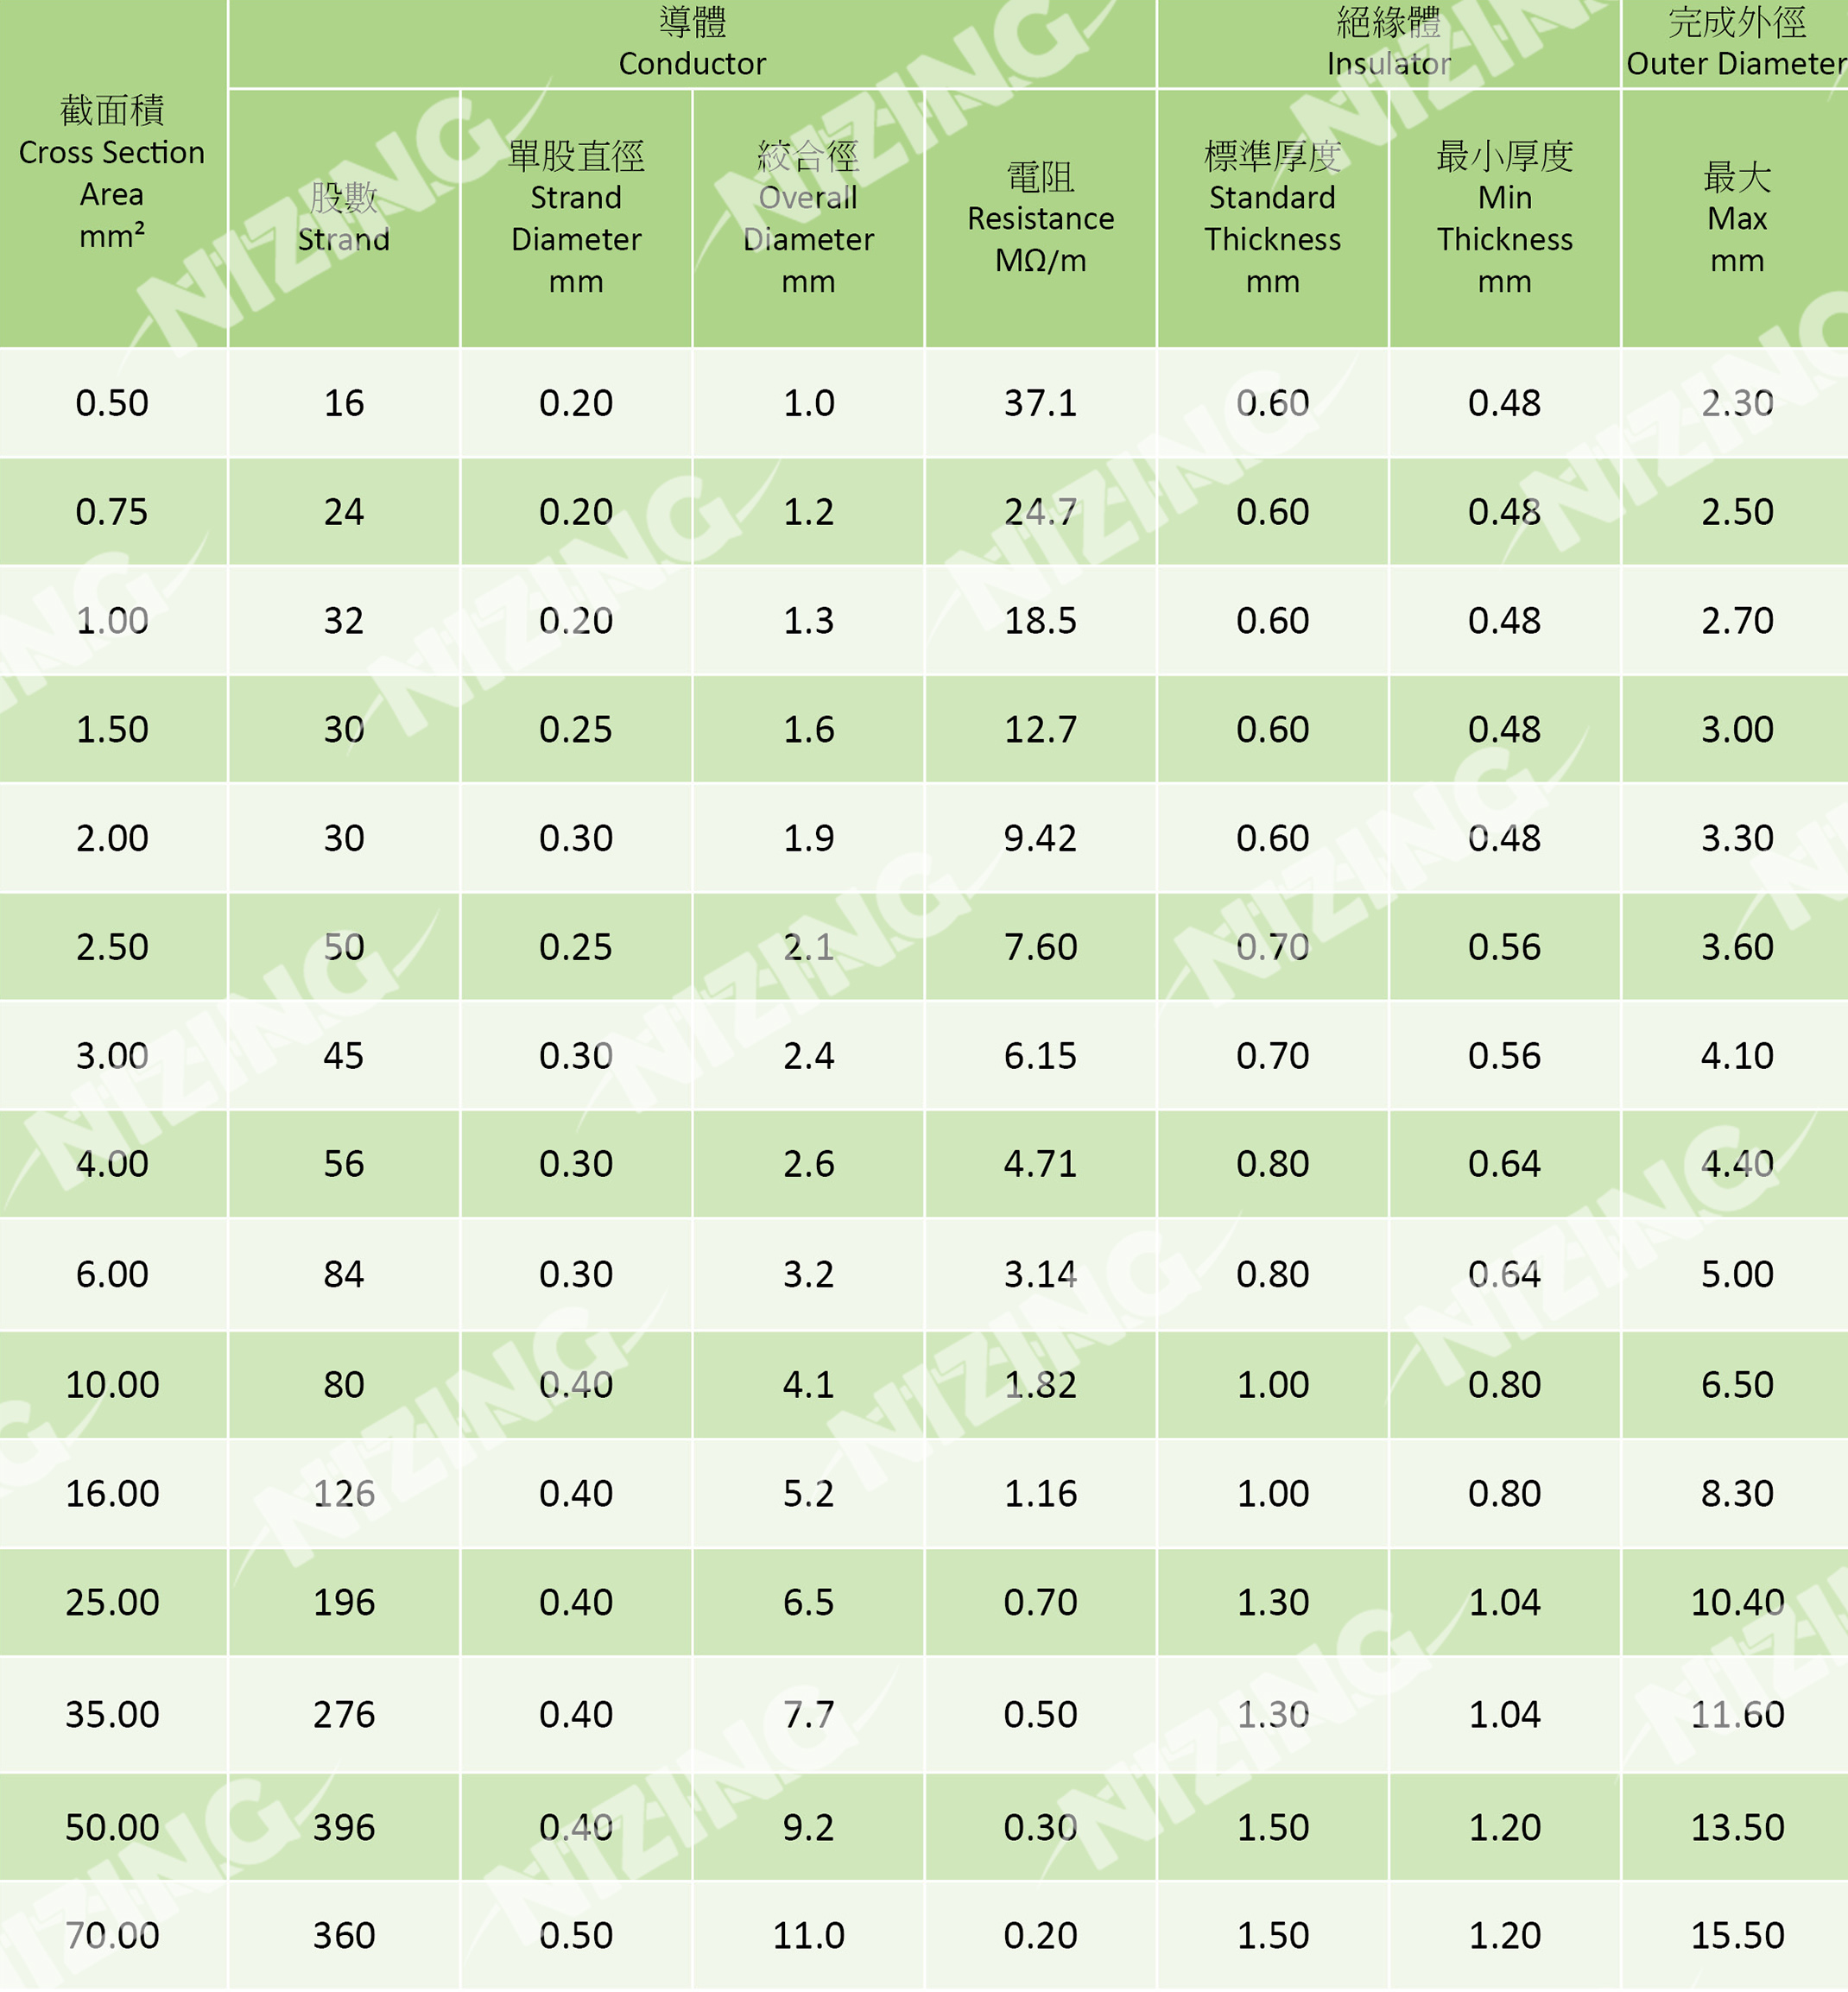 截面積
Cross Section
Area
mm²
導體
Conductor
絕緣體
Insulator
完成外徑
Outer Diameter
股數
Strand
單股直徑
Strand
Diameter
mm
絞合徑
Overall
Diameter
mm
電阻
Resistance
MΩ/m
標準厚度
Standard
Thickness
mm
最小厚度
Min
Thickness
mm
最大
Max
mm
0.50 16 0.20 1.0 37.1 0.60 0.48 2.30
0.75 24 0.20 1.2 24.7 0.60 0.48 2.50
1.00 32 0.20 1.3 18.5 0.60 0.48 2.70
1.50 30 0.25 1.6 12.7 0.60 0.48 3.00
2.00 30 0.30 1.9 9.42 0.60 0.48 3.30
2.50 50 0.25 2.1 7.60 0.70 0.56 3.60
3.00 45 0.30 2.4 6.15 0.70 0.56 4.10
4.00 56 0.30 2.6 4.71 0.80 0.64 4.40
6.00 84 0.30 3.2 3.14 0.80 0.64 5.00
10.00 80 0.40 4.1 1.82 1.00 0.80 6.50
16.00 126 0.40 5.2 1.16 1.00 0.80 8.30
25.00 196 0.40 6.5 0.70 1.30 1.04 10.40
35.00 276 0.40 7.7 0.50 1.30 1.04 11.60
50.00 396 0.40 9.2 0.30 1.50 1.20 13.50
70.00 360 0.50 11.0 0.20 1.50 1.20 15.50
NIZING